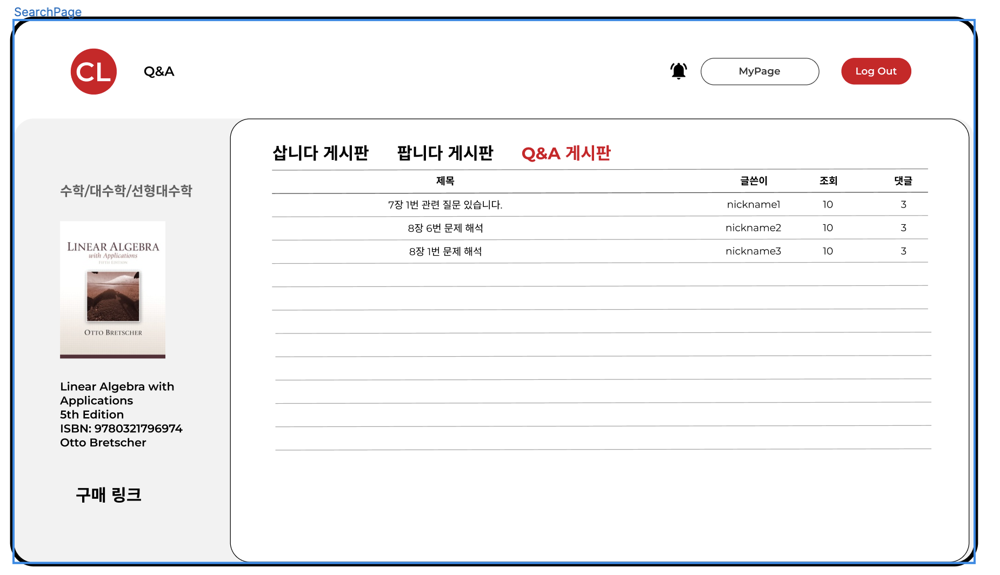 SearchPage
CL
Q&A
MyPage
Log Out
수학/대수학/선형대수학
LINEAR ALGEBRA
with Applications
FIFTH EDITION
OTTO BRETSCHER
Linear Algebra with
Applications
5th Edition
ISBN: 9780321796974
Otto Bretscher
구매 링크
삽니다 게시판 팝니다 게시판 Q&A 게시판
제목 글쓴이 조회 댓글
7장 1번 관련 질문 있습니다. nickname1 10 3
8장 6번 문제 해석 nickname2 10 3
8장 1번 문제 해석 nickname3 10 3